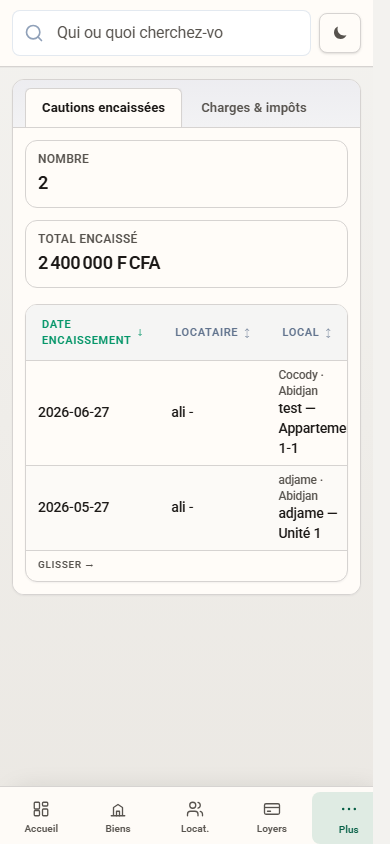 Qui ou quoi cherchez-vo
Cautions encaissées
Charges & impôts
NOMBRE
2
TOTAL ENCAISSÉ
2 400 000 F CFA
DATE
ENCAISSEMENT ↓
LOCATAIRE
LOCAL
2026-06-27
ali -
Cocody ·
Abidjan
test —
Apparteme
1-1
2026-05-27
ali -
adjame ·
Abidjan
adjame —
Unité 1
GLISSER →
Accueil
Biens
Locat.
Loyers
Plus